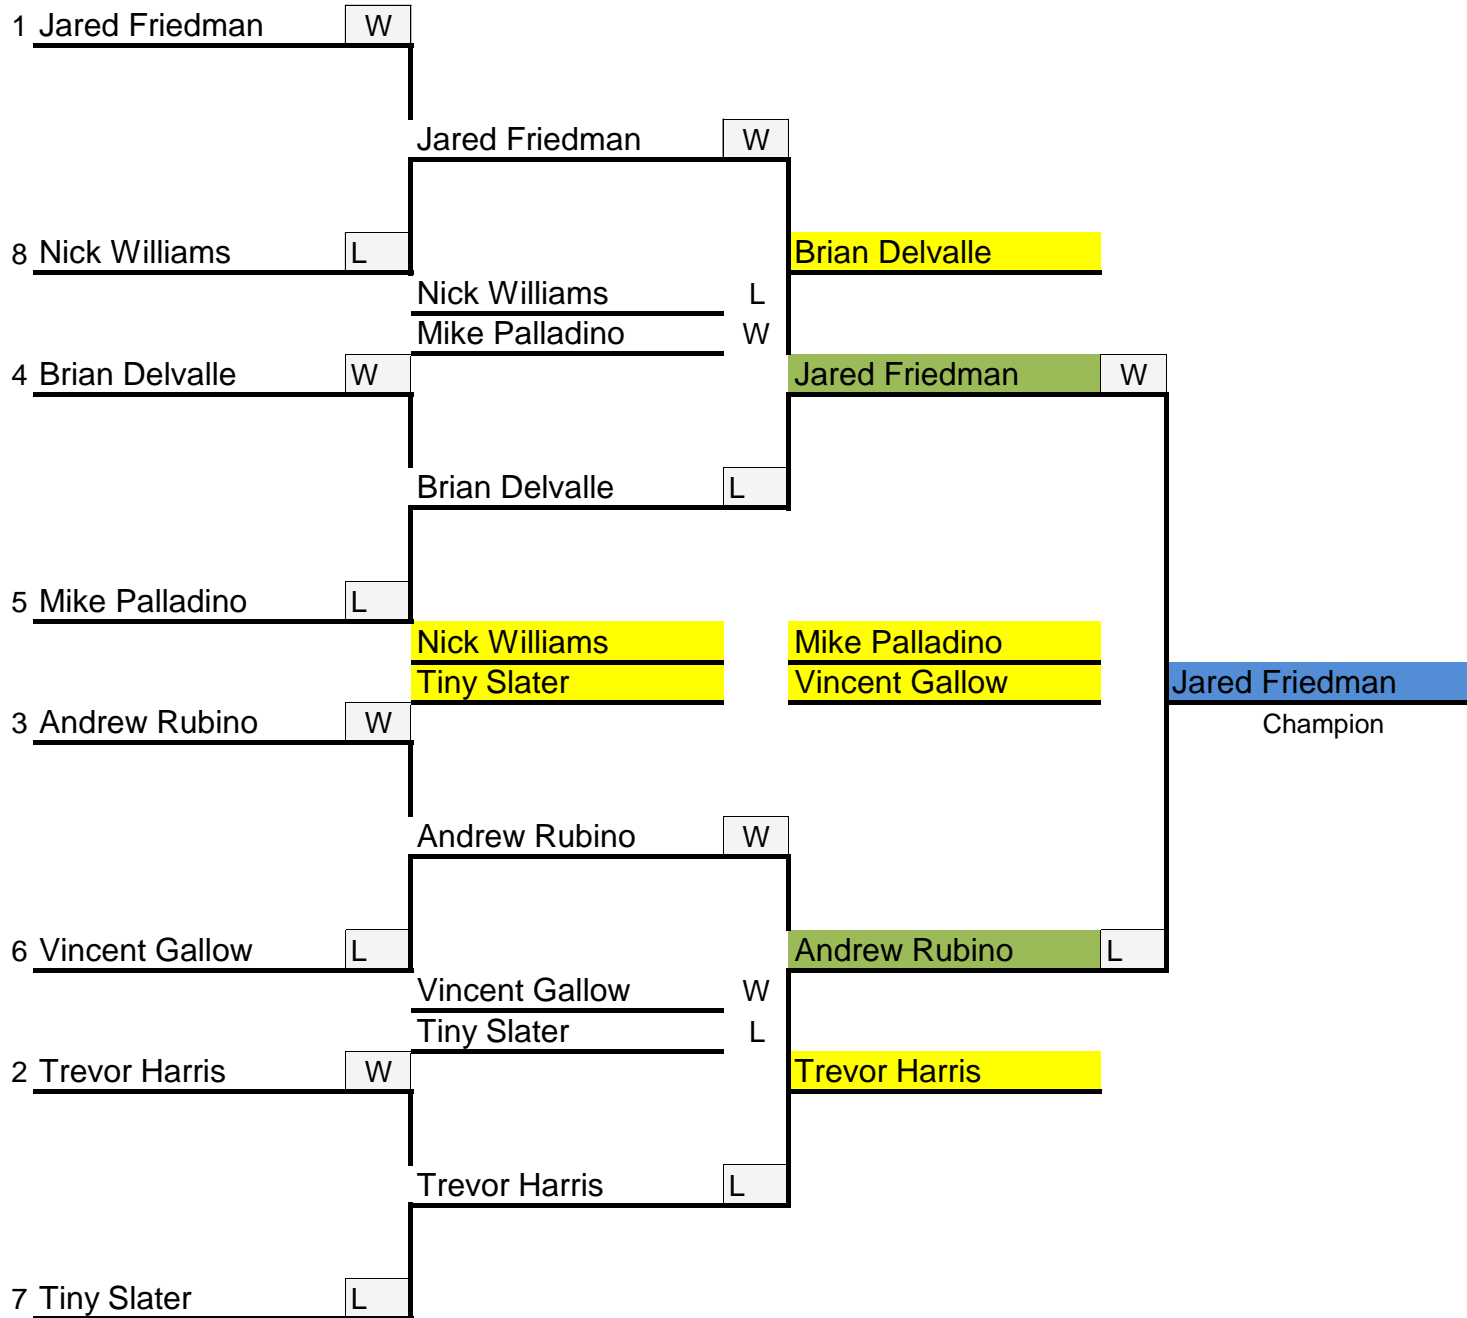 1 Jared Friedman W
Jared Friedman W
8 Nick Williams L
Brian Delvalle
Nick Williams L
Mike Palladino W
4 Brian Delvalle W
Jared Friedman W
Brian Delvalle L
5 Mike Palladino L
Nick Williams
Mike Palladino
Tiny Slater
Vincent Gallow
Jared Friedman
3 Andrew Rubino W
Champion
Andrew Rubino W
6 Vincent Gallow L
Andrew Rubino L
Vincent Gallow W
Tiny Slater L
2 Trevor Harris W
Trevor Harris
Trevor Harris L
7 Tiny Slater L